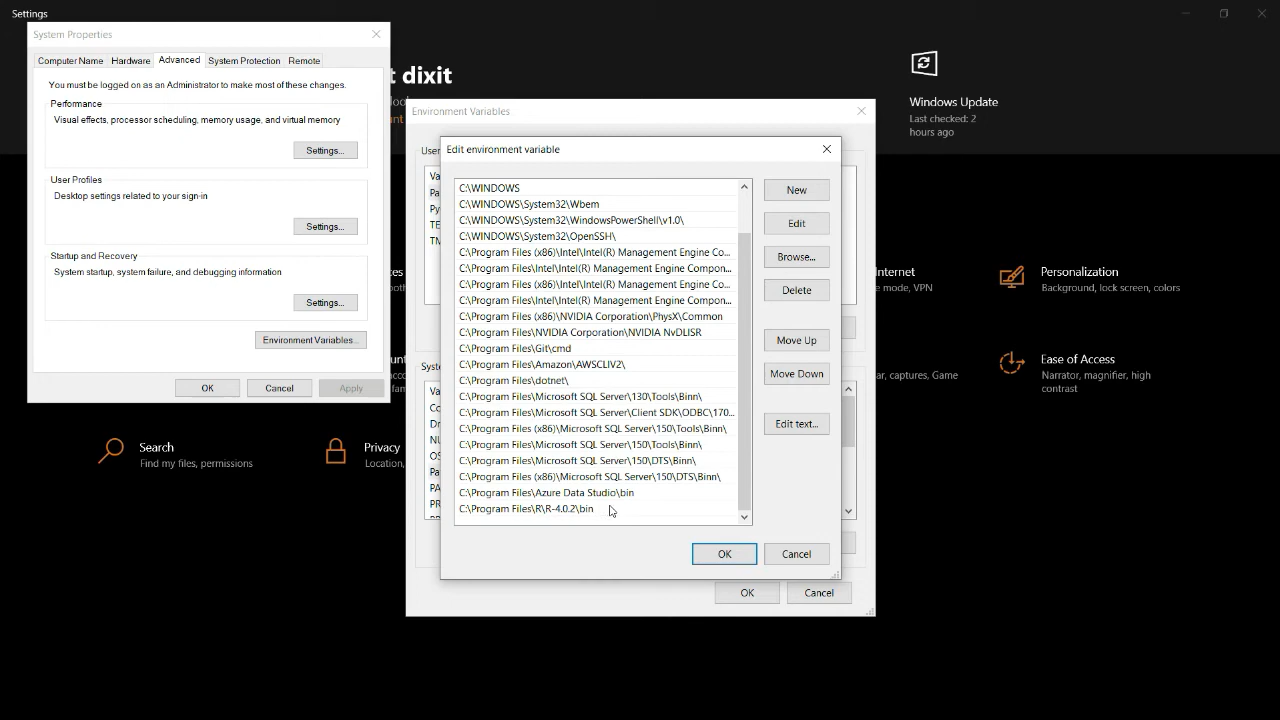 Settings
System Properties
Computer Name
Hardware
Advanced
System Protection
Remote
You must be logged on as an Administrator to make most of these changes.
Performance
Visual effects, processor scheduling, memory usage, and virtual memory
Settings...
User Profiles
Desktop settings related to your sign-in
Settings...
Startup and Recovery
System startup, system failure, and debugging information
Settings...
Environment Variables...
OK
Cancel
Apply
t dixit
Windows Update
Last checked: 2
hours ago
Environment Variables
Edit environment variable
C:\WINDOWS
C:\WINDOWS\System32\Wbem
C:\WINDOWS\System32\WindowsPowerShell\v1.0\
C:\WINDOWS\System32\OpenSSH\
C:\Program Files (x86)\Intel\Intel(R) Management Engine Co...
C:\Program Files\Intel\Intel(R) Management Engine Compon...
C:\Program Files (x86)\Intel\Intel(R) Management Engine Co...
C:\Program Files\Intel\Intel(R) Management Engine Compon...
C:\Program Files (x86)\NVIDIA Corporation\PhysX\Common
C:\Program Files\NVIDIA Corporation\NVIDIA NvDLISR
C:\Program Files\Git\cmd
C:\Program Files\Amazon\AWSCLIV2\
C:\Program Files\dotnet\
C:\Program Files\Microsoft SQL Server\130\Tools\Binn\
C:\Program Files\Microsoft SQL Server\Client SDK\ODBC\170...
C:\Program Files (x86)\Microsoft SQL Server\150\Tools\Binn\
C:\Program Files\Microsoft SQL Server\150\Tools\Binn\
C:\Program Files\Microsoft SQL Server\150\DTS\Binn\
C:\Program Files (x86)\Microsoft SQL Server\150\DTS\Binn\
C:\Program Files\Azure Data Studio\bin
C:\Program Files\R\R-4.0.2\bin
New
Edit
Browse...
Delete
Move Up
Move Down
Edit text...
OK
Cancel
OK
Cancel
nternet
e mode, VPN
Personalization
Background, lock screen, colors
ar, captures, Game
Ease of Access
Narrator, magnifier, high
contrast
Search
Find my files, permissions
Privacy
Location,